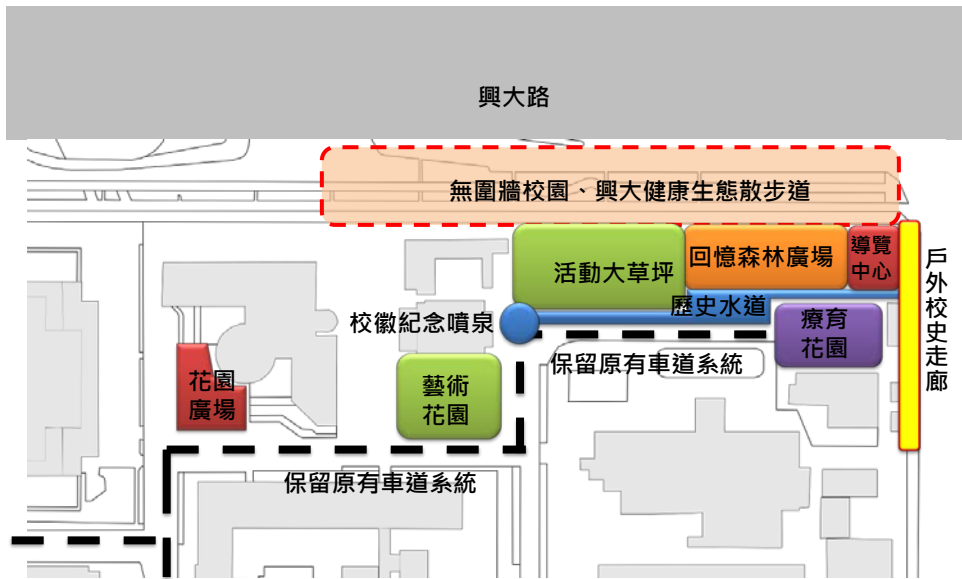 興大路
無圍牆校園、興大健康生態散步道
活動大草坪
回憶森林廣場
導覽
中心
戶外校史走廊
歷史水道
校徽紀念噴泉
療育
花園
保留原有車道系統
花園
廣場
藝術
花園
保留原有車道系統